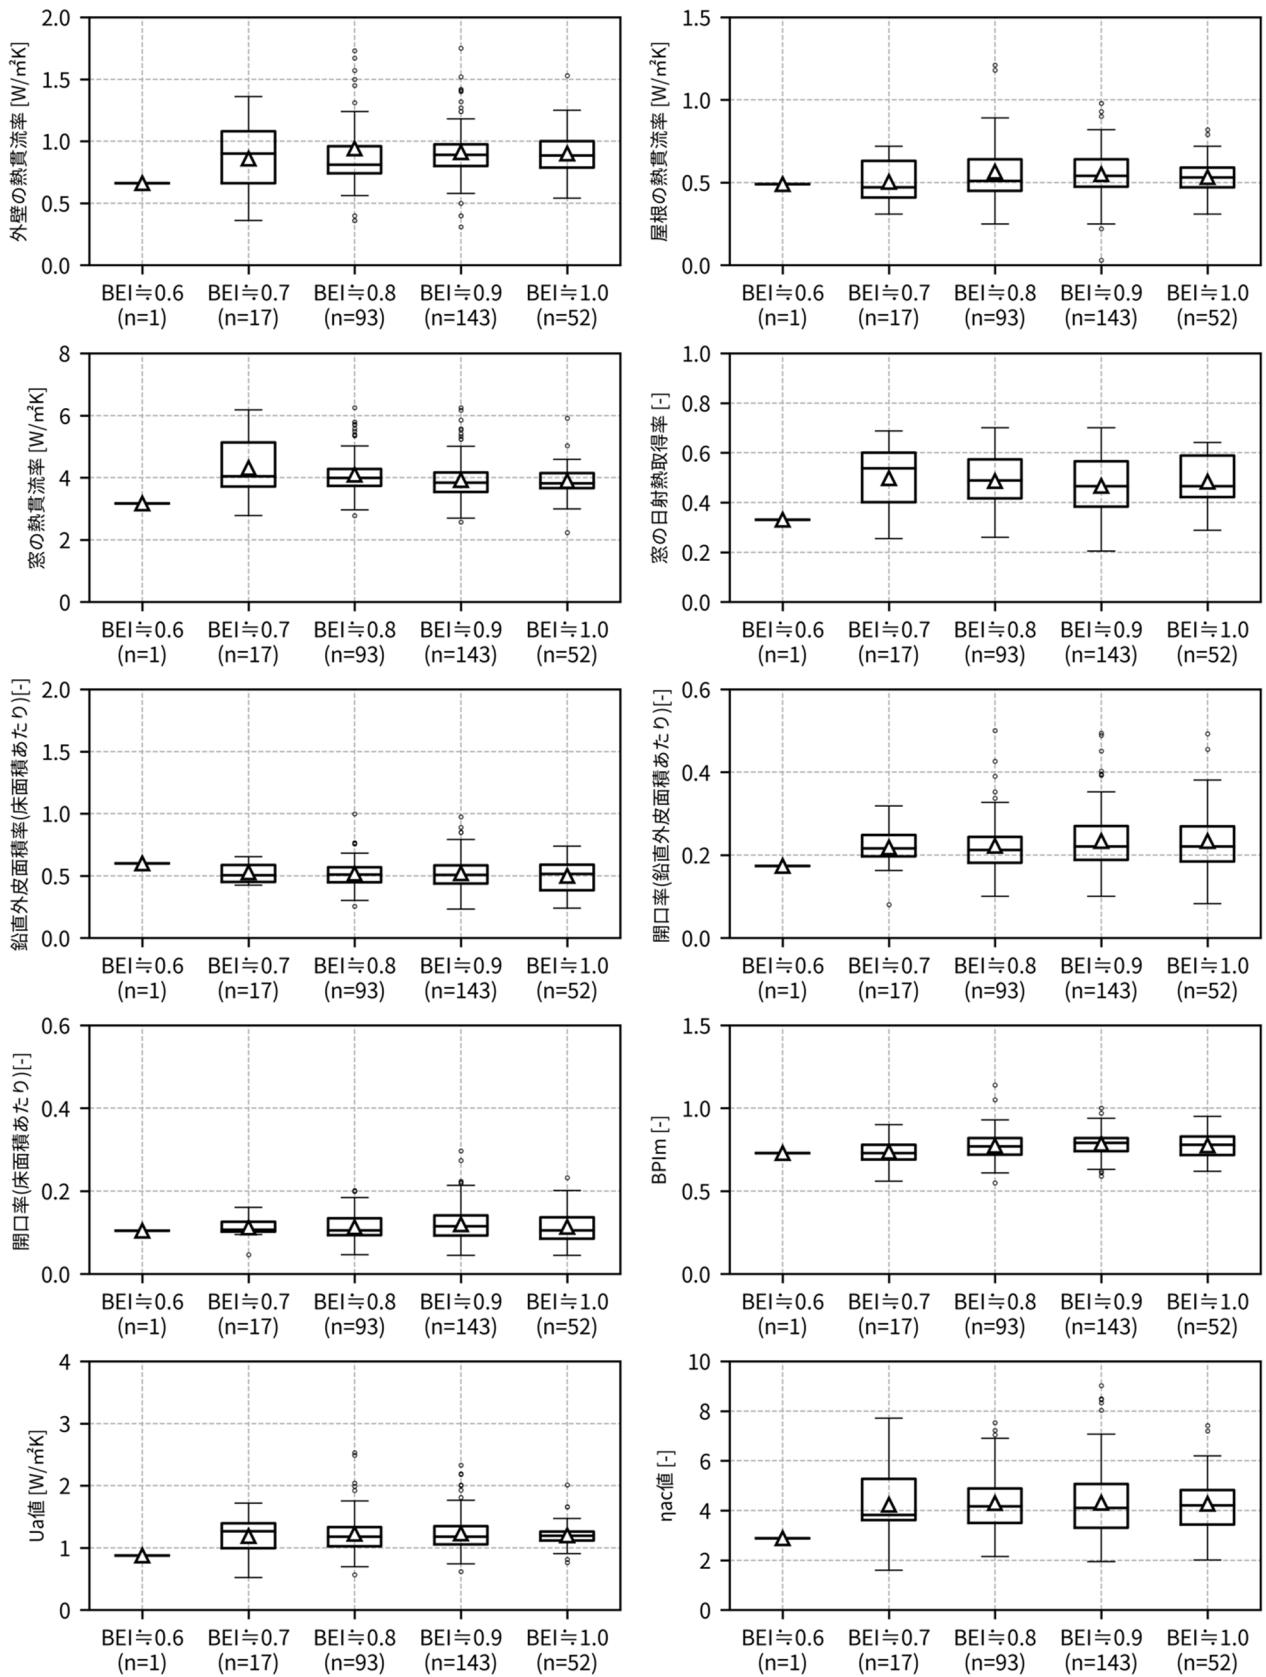 外壁の熱貫流率 [W/㎡K]
2.0
1.5
1.0
0.5
0.0
BEI≒0.6 BEI≒0.7 BEI≒0.8 BEI≒0.9 BEI≒1.0
(n=1) (n=17) (n=93) (n=143) (n=52)
屋根の熱貫流率 [W/㎡K]
1.5
1.0
0.5
0.0
BEI≒0.6 BEI≒0.7 BEI≒0.8 BEI≒0.9 BEI≒1.0
(n=1) (n=17) (n=93) (n=143) (n=52)
窓の熱貫流率 [W/㎡K]
8
6
4
2
0
BEI≒0.6 BEI≒0.7 BEI≒0.8 BEI≒0.9 BEI≒1.0
(n=1) (n=17) (n=93) (n=143) (n=52)
窓の日射熱取得率 [-]
1.0
0.8
0.6
0.4
0.2
0.0
BEI≒0.6 BEI≒0.7 BEI≒0.8 BEI≒0.9 BEI≒1.0
(n=1) (n=17) (n=93) (n=143) (n=52)
鉛直外皮面積率(床面積あたり)[-]
2.0
1.5
1.0
0.5
0.0
BEI≒0.6 BEI≒0.7 BEI≒0.8 BEI≒0.9 BEI≒1.0
(n=1) (n=17) (n=93) (n=143) (n=52)
開口率(鉛直外皮面積あたり)[-]
0.6
0.4
0.2
0.0
BEI≒0.6 BEI≒0.7 BEI≒0.8 BEI≒0.9 BEI≒1.0
(n=1) (n=17) (n=93) (n=143) (n=52)
開口率(床面積あたり)[-]
0.6
0.4
0.2
0.0
BEI≒0.6 BEI≒0.7 BEI≒0.8 BEI≒0.9 BEI≒1.0
(n=1) (n=17) (n=93) (n=143) (n=52)
BPIm [-]
1.5
1.0
0.5
0.0
BEI≒0.6 BEI≒0.7 BEI≒0.8 BEI≒0.9 BEI≒1.0
(n=1) (n=17) (n=93) (n=143) (n=52)
Ua値 [W/㎡K]
4
3
2
1
0
BEI≒0.6 BEI≒0.7 BEI≒0.8 BEI≒0.9 BEI≒1.0
(n=1) (n=17) (n=93) (n=143) (n=52)
ηac値 [-]
10
8
6
4
2
0
BEI≒0.6 BEI≒0.7 BEI≒0.8 BEI≒0.9 BEI≒1.0
(n=1) (n=17) (n=93) (n=143) (n=52)